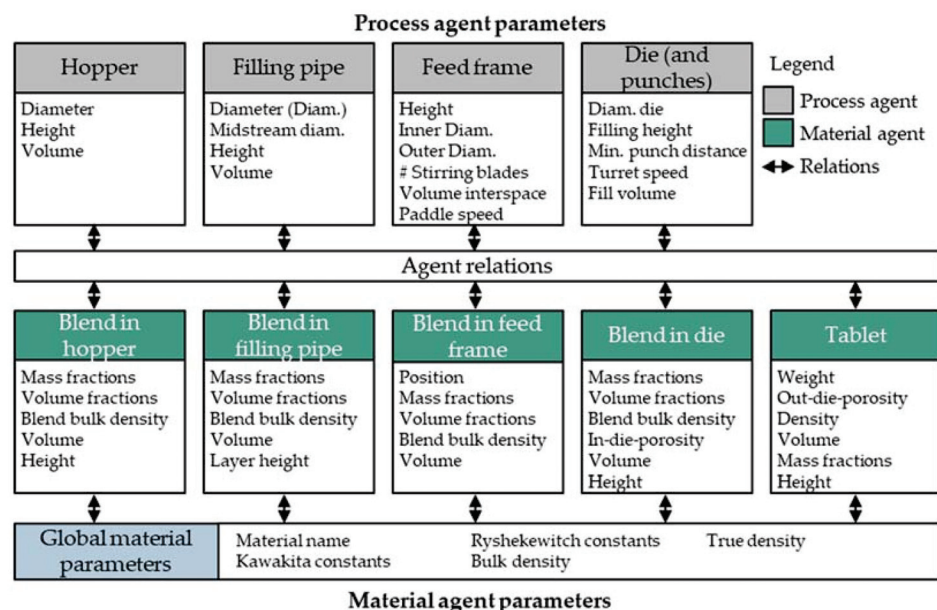 Process agent parameters
Hopper
Diameter
Height
Volume
Filling pipe
Diameter (Diam.)
Midstream diam.
Height
Volume
Feed frame
Height
Inner Diam.
Outer Diam.
# Stirring blades
Volume interspace
Paddle speed
Die (and
punches)
Diam. die
Filling height
Min. punch distance
Turret speed
Fill volume
Legend
Process agent
Material agent
Relations
Agent relations
Blend in
hopper
Mass fractions
Volume fractions
Blend bulk density
Volume
Height
Blend in
filling pipe
Mass fractions
Volume fractions
Blend bulk density
Volume
Layer height
Blend in feed
frame
Position
Mass fractions
Volume fractions
Blend bulk density
Volume
Blend in die
Mass fractions
Volume fractions
Blend bulk density
In-die-porosity
Volume
Height
Tablet
Weight
Out-die-porosity
Density
Volume
Mass fractions
Height
Global material
parameters
Material name
Kawakita constants
Ryshekewitch constants
Bulk density
True density
Material agent parameters